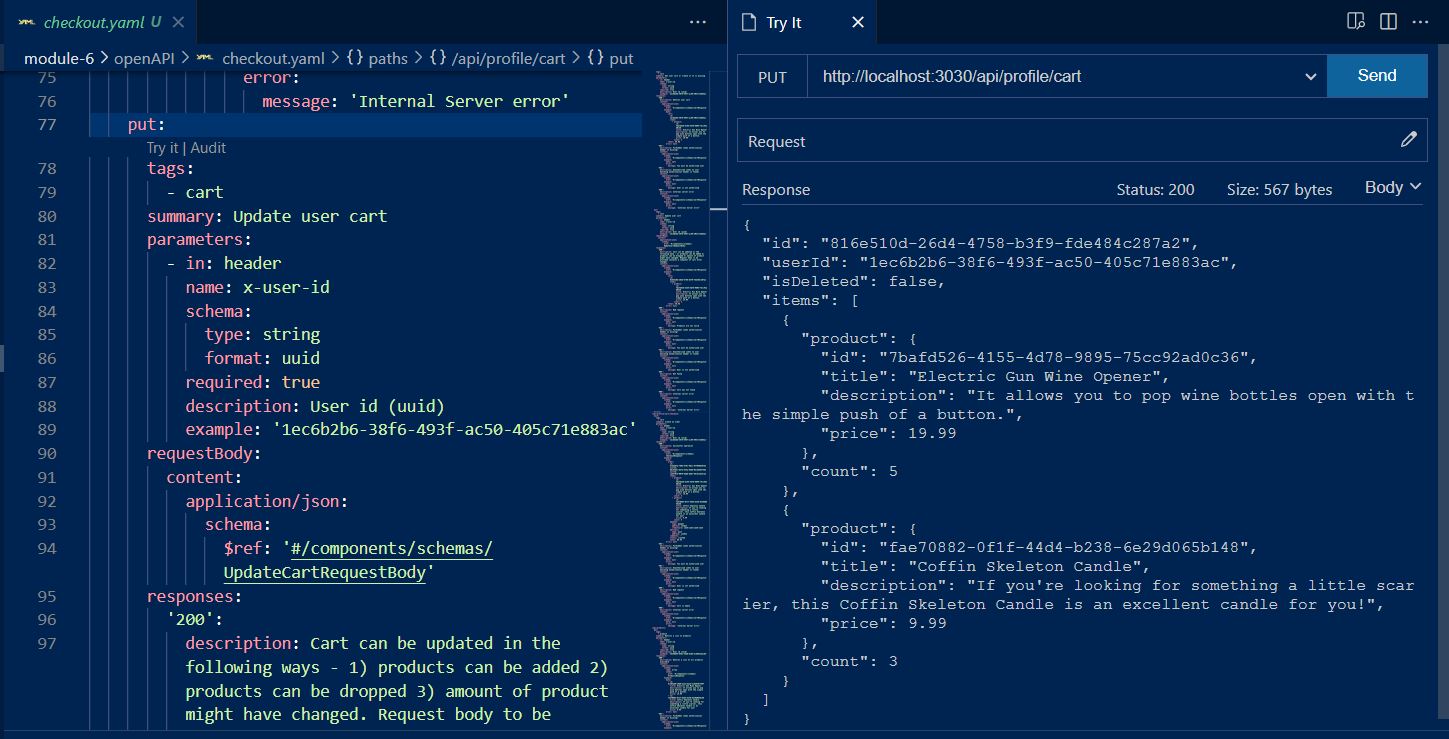 YAML checkout.yaml U
module-6 > openAPI > YAML checkout.yaml > {} paths > {} /api/profile/cart > {} put
75 error:
76 message: 'Internal Server error'
77 put:
Try it | Audit
78 tags:
79 - cart
80 summary: Update user cart
81 parameters:
82 - in: header
83 name: x-user-id
84 schema:
85 type: string
86 format: uuid
87 required: true
88 description: User id (uuid)
89 example: '1ec6b2b6-38f6-493f-ac50-405c71e883ac'
90 requestBody:
91 content:
92 application/json:
93 schema:
94 $ref: '#/components/schemas/
UpdateCartRequestBody'
95 responses:
96 '200':
97 description: Cart can be updated in the
following ways - 1) products can be added 2)
products can be dropped 3) amount of product
might have changed. Request body to be
Try It
PUT http://localhost:3030/api/profile/cart Send
Request
Response Status: 200 Size: 567 bytes Body
{
"id": "816e510d-26d4-4758-b3f9-fde484c287a2",
"userId": "1ec6b2b6-38f6-493f-ac50-405c71e883ac",
"isDeleted": false,
"items": [
{
"product": {
"id": "7bafd526-4155-4d78-9895-75cc92ad0c36",
"title": "Electric Gun Wine Opener",
"description": "It allows you to pop wine bottles open with t
he simple push of a button.",
"price": 19.99
},
"count": 5
},
{
"product": {
"id": "fae70882-0f1f-44d4-b238-6e29d065b148",
"title": "Coffin Skeleton Candle",
"description": "If you're looking for something a little scar
ier, this Coffin Skeleton Candle is an excellent candle for you!",
"price": 9.99
},
"count": 3
}
]
}